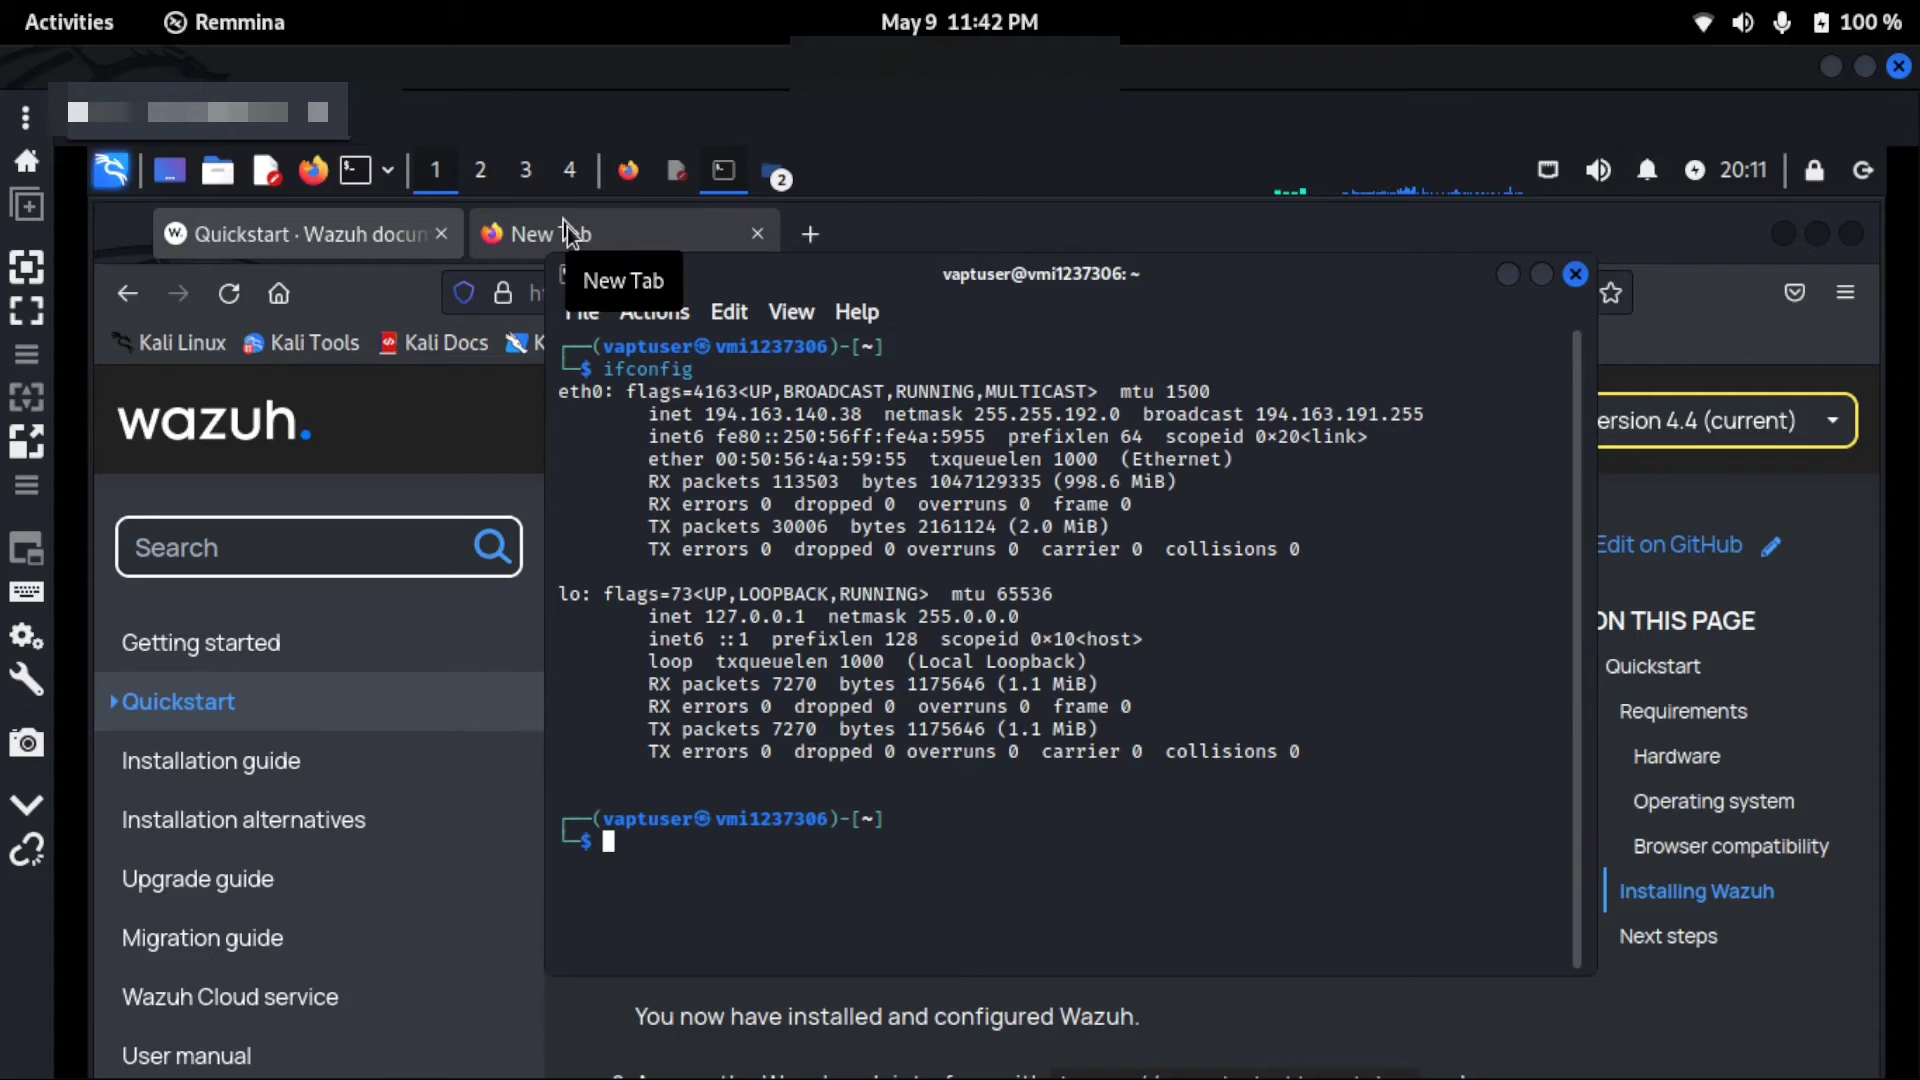 Activities Remmina May 9 11:42 PM 100 %
1 2 3 4 2 20:11
Quickstart · Wazuh docun New Tab
New Tab
vaptuser@vmi1237306: ~
File Actions Edit View Help
Kali Linux Kali Tools Kali Docs
┌──(vaptuser㉿vmi1237306)-[~]
└─$ ifconfig
eth0: flags=4163<UP,BROADCAST,RUNNING,MULTICAST> mtu 1500
inet 194.163.140.38 netmask 255.255.192.0 broadcast 194.163.191.255
inet6 fe80::250:56ff:fe4a:5955 prefixlen 64 scopeid 0×20<link>
ether 00:50:56:4a:59:55 txqueuelen 1000 (Ethernet)
RX packets 113503 bytes 1047129335 (998.6 MiB)
RX errors 0 dropped 0 overruns 0 frame 0
TX packets 30006 bytes 2161124 (2.0 MiB)
TX errors 0 dropped 0 overruns 0 carrier 0 collisions 0
lo: flags=73<UP,LOOPBACK,RUNNING> mtu 65536
inet 127.0.0.1 netmask 255.0.0.0
inet6 ::1 prefixlen 128 scopeid 0×10<host>
loop txqueuelen 1000 (Local Loopback)
RX packets 7270 bytes 1175646 (1.1 MiB)
RX errors 0 dropped 0 overruns 0 frame 0
TX packets 7270 bytes 1175646 (1.1 MiB)
TX errors 0 dropped 0 overruns 0 carrier 0 collisions 0
┌──(vaptuser㉿vmi1237306)-[~]
└─$
wazuh.
Search
Getting started
Quickstart
Installation guide
Installation alternatives
Upgrade guide
Migration guide
Wazuh Cloud service
User manual
ersion 4.4 (current)
Edit on GitHub
ON THIS PAGE
Quickstart
Requirements
Hardware
Operating system
Browser compatibility
Installing Wazuh
Next steps
You now have installed and configured Wazuh.